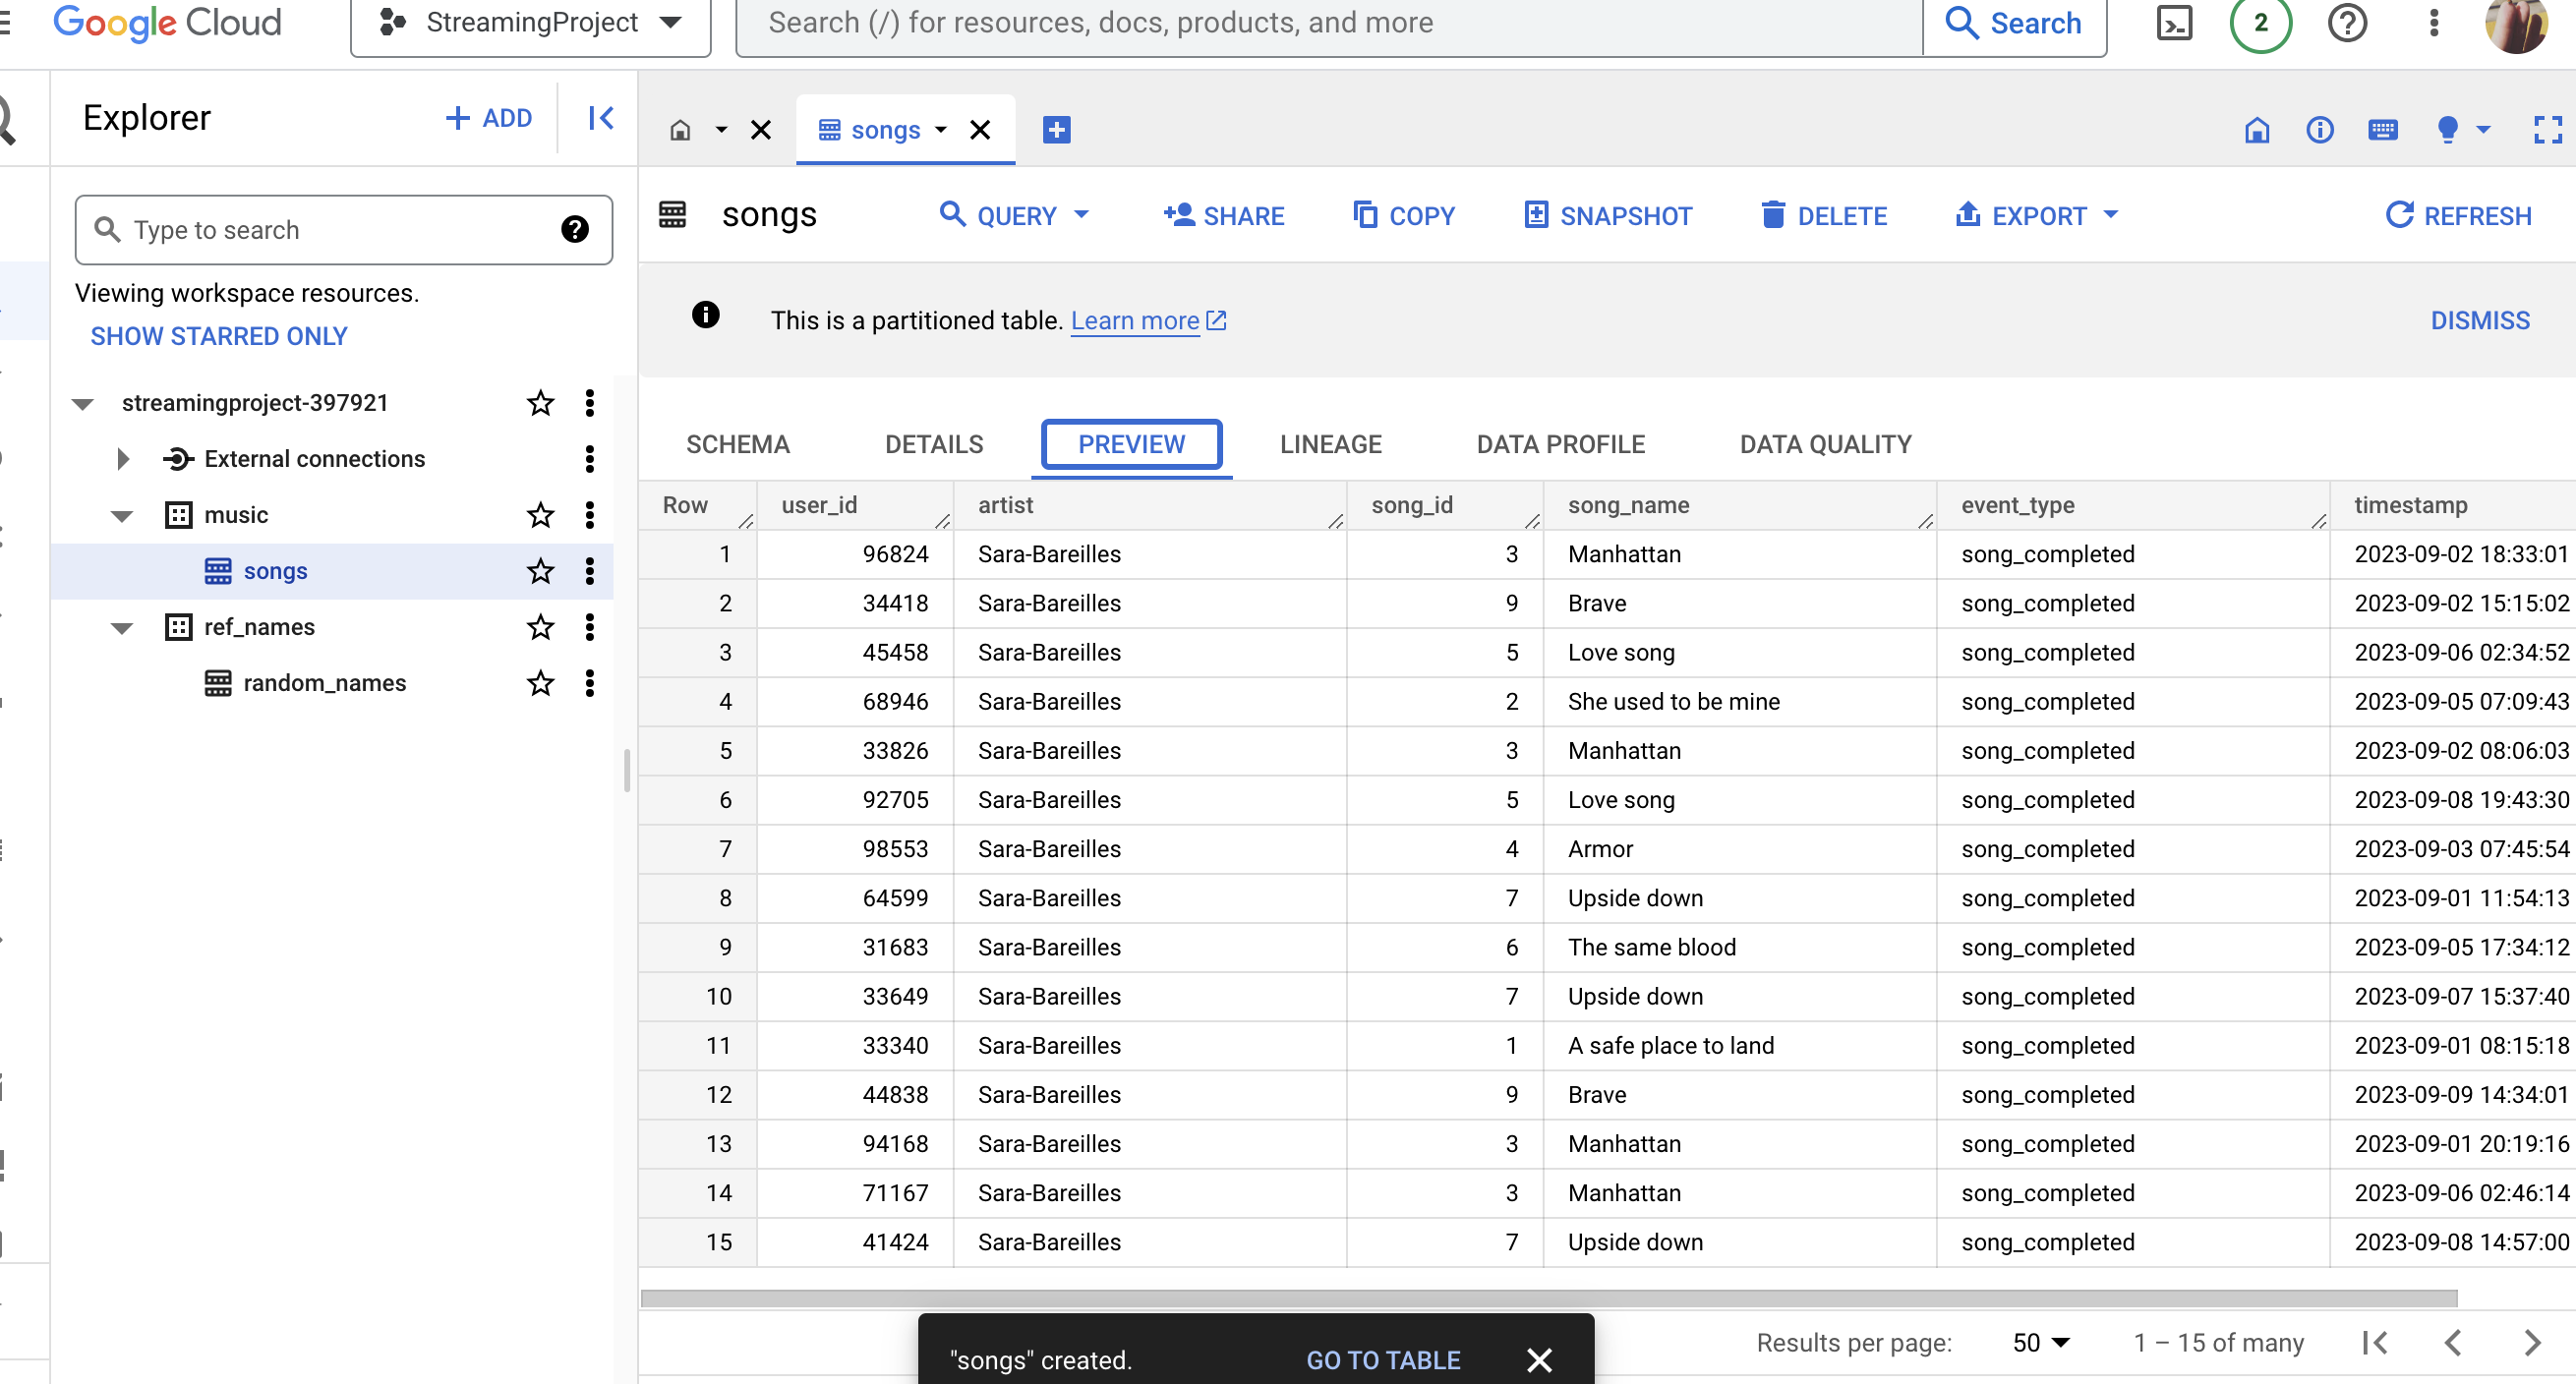 Google Cloud
StreamingProject
Search (/) for resources, docs, products, and more
Search
2
Explorer
ADD
songs
songs
QUERY
SHARE
COPY
SNAPSHOT
DELETE
EXPORT
REFRESH
Type to search
Viewing workspace resources.
SHOW STARRED ONLY
This is a partitioned table. Learn more
DISMISS
streamingproject-397921
External connections
music
songs
ref_names
random_names
SCHEMA DETAILS PREVIEW LINEAGE DATA PROFILE DATA QUALITY
Row user_id artist song_id song_name event_type timestamp
1 96824 Sara-Bareilles 3 Manhattan song_completed 2023-09-02 18:33:01
2 34418 Sara-Bareilles 9 Brave song_completed 2023-09-02 15:15:02
3 45458 Sara-Bareilles 5 Love song song_completed 2023-09-06 02:34:52
4 68946 Sara-Bareilles 2 She used to be mine song_completed 2023-09-05 07:09:43
5 33826 Sara-Bareilles 3 Manhattan song_completed 2023-09-02 08:06:03
6 92705 Sara-Bareilles 5 Love song song_completed 2023-09-08 19:43:30
7 98553 Sara-Bareilles 4 Armor song_completed 2023-09-03 07:45:54
8 64599 Sara-Bareilles 7 Upside down song_completed 2023-09-01 11:54:13
9 31683 Sara-Bareilles 6 The same blood song_completed 2023-09-05 17:34:12
10 33649 Sara-Bareilles 7 Upside down song_completed 2023-09-07 15:37:40
11 33340 Sara-Bareilles 1 A safe place to land song_completed 2023-09-01 08:15:18
12 44838 Sara-Bareilles 9 Brave song_completed 2023-09-09 14:34:01
13 94168 Sara-Bareilles 3 Manhattan song_completed 2023-09-01 20:19:16
14 71167 Sara-Bareilles 3 Manhattan song_completed 2023-09-06 02:46:14
15 41424 Sara-Bareilles 7 Upside down song_completed 2023-09-08 14:57:00
Results per page: 50 1 – 15 of many
"songs" created. GO TO TABLE